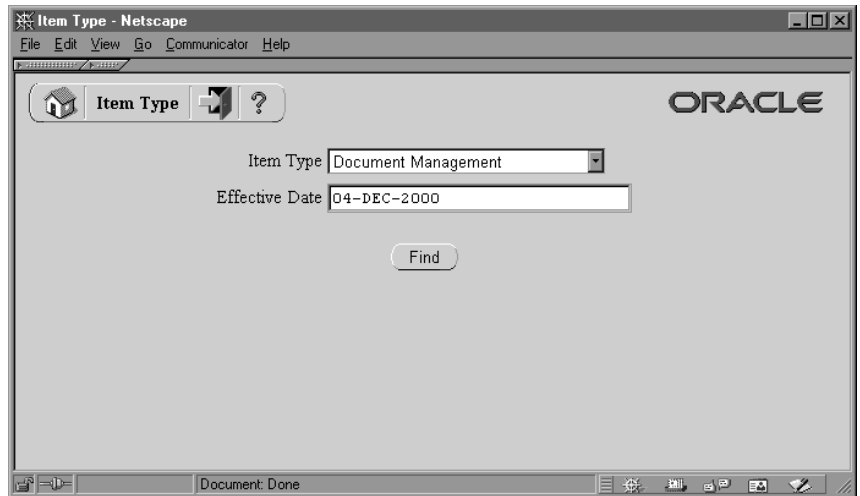 Item Type - Netscape
File Edit View Go Communicator Help
Item Type ?
ORACLE
Item Type Document Management
Effective Date 04-DEC-2000
Find
Document: Done